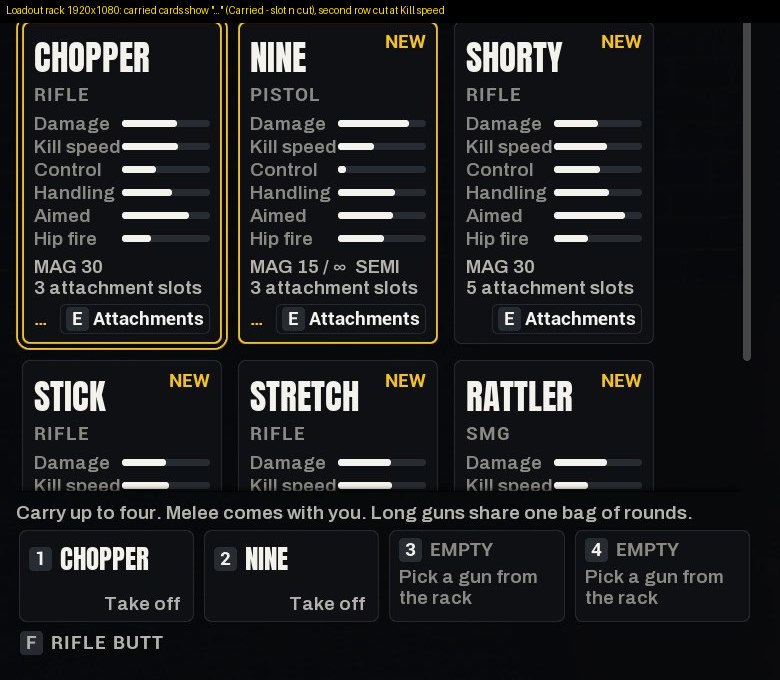 Loadout rack 1920x1080: carried cards show "..." (Carried - slot n cut), second row cut at Kill speed
CHOPPER
RIFLE
Damage
Kill speed
Control
Handling
Aimed
Hip fire
MAG 30
3 attachment slots
... E Attachments
NEW
NINE
PISTOL
Damage
Kill speed
Control
Handling
Aimed
Hip fire
MAG 15 / ∞ SEMI
3 attachment slots
... E Attachments
NEW
SHORTY
RIFLE
Damage
Kill speed
Control
Handling
Aimed
Hip fire
MAG 30
5 attachment slots
E Attachments
NEW
STICK
RIFLE
Damage
Kill speed
NEW
STRETCH
RIFLE
Damage
Kill speed
NEW
RATTLER
SMG
Damage
Kill speed
Carry up to four. Melee comes with you. Long guns share one bag of rounds.
1 CHOPPER
Take off
2 NINE
Take off
3 EMPTY
Pick a gun from
the rack
4 EMPTY
Pick a gun from
the rack
F RIFLE BUTT